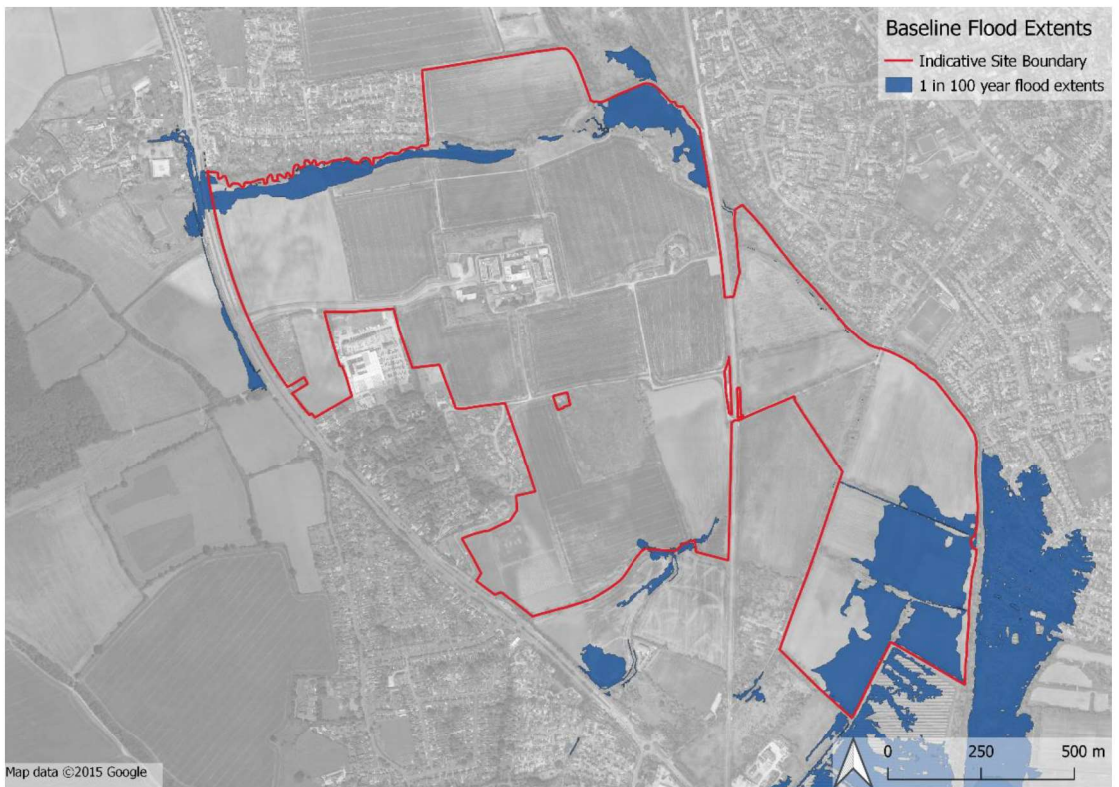 Baseline Flood Extents
Indicative Site Boundary
1 in 100 year flood extents
0 250 500 m
Map data ©2015 Google